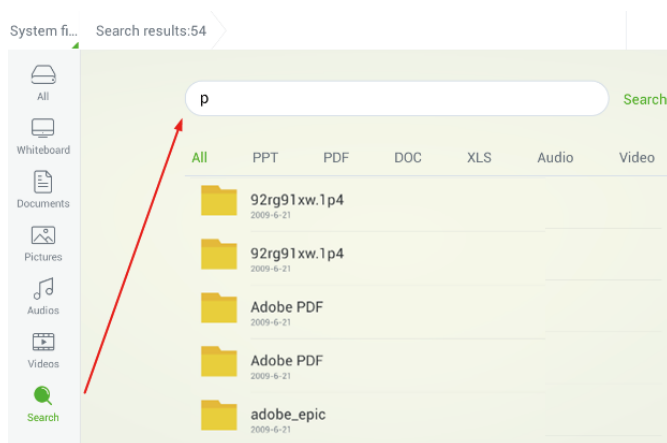 System fi... Search results:54
All
Whiteboard
Documents
Pictures
Audios
Videos
Search
p Search
All PPT PDF DOC XLS Audio Video
92rg91xw.1p4
2009-6-21
92rg91xw.1p4
2009-6-21
Adobe PDF
2009-6-21
Adobe PDF
2009-6-21
adobe_epic
2009-6-21